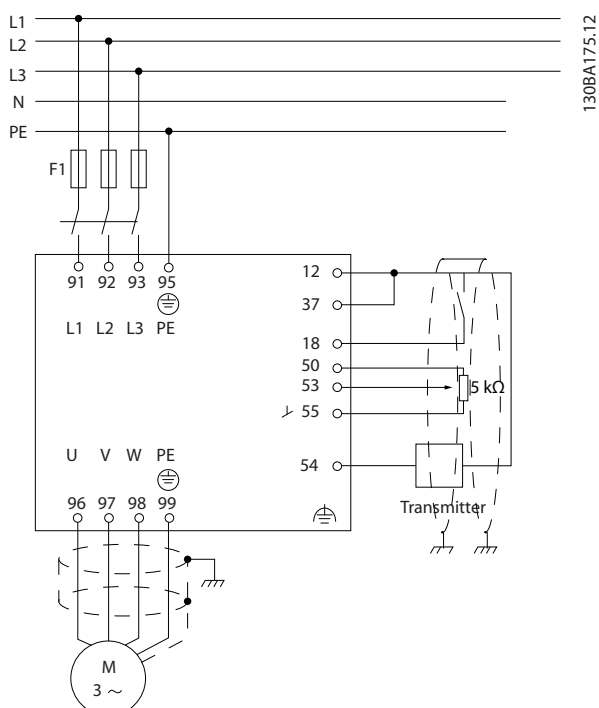 L1
L2
L3
N
PE
130BA175.12
F1
91 92 93 95
L1 L2 L3 PE
12
37
18
50
53
5 kΩ
55
54
Transmitter
U V W PE
96 97 98 99
M
3 ~